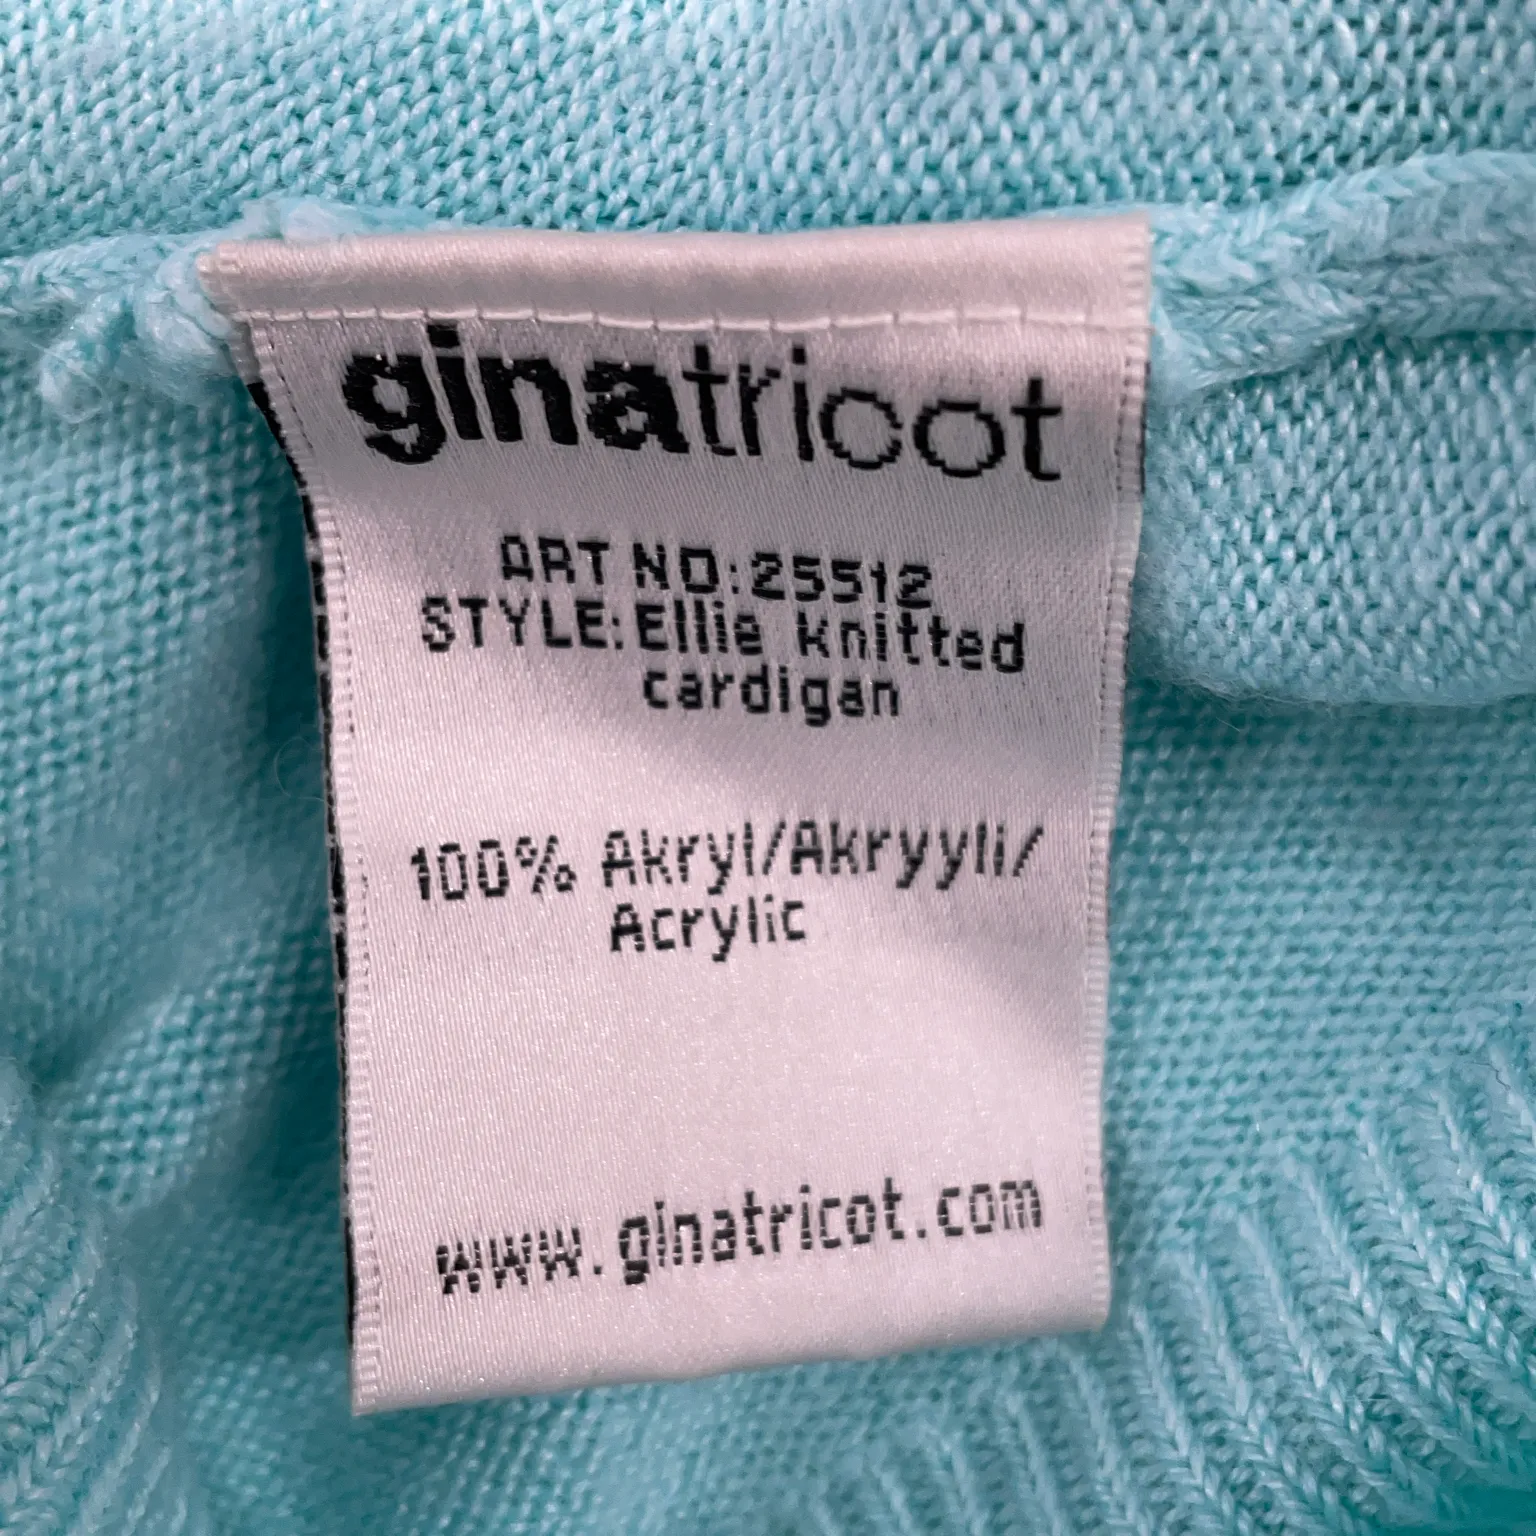 ginatricot
ART NO:25512
STYLE:Ellie knitted
cardigan
100% Akryl/Akryyli/
Acrylic
www.ginatricot.com